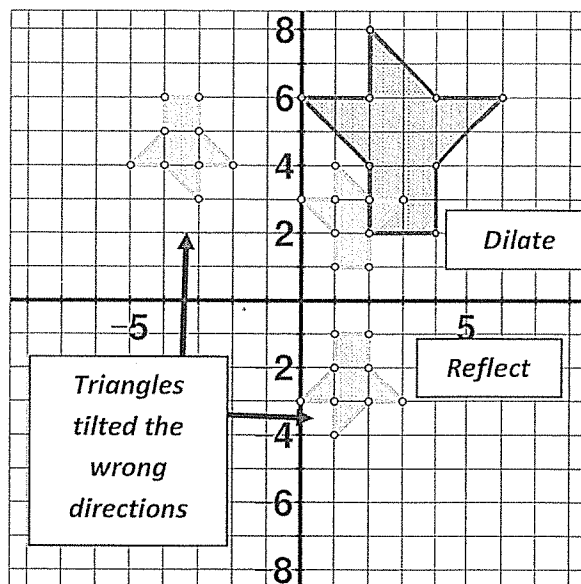 8
6
4
2
Dilate
-5
5
2
Reflect
Triangles
tilted the
wrong
directions
4
6
8